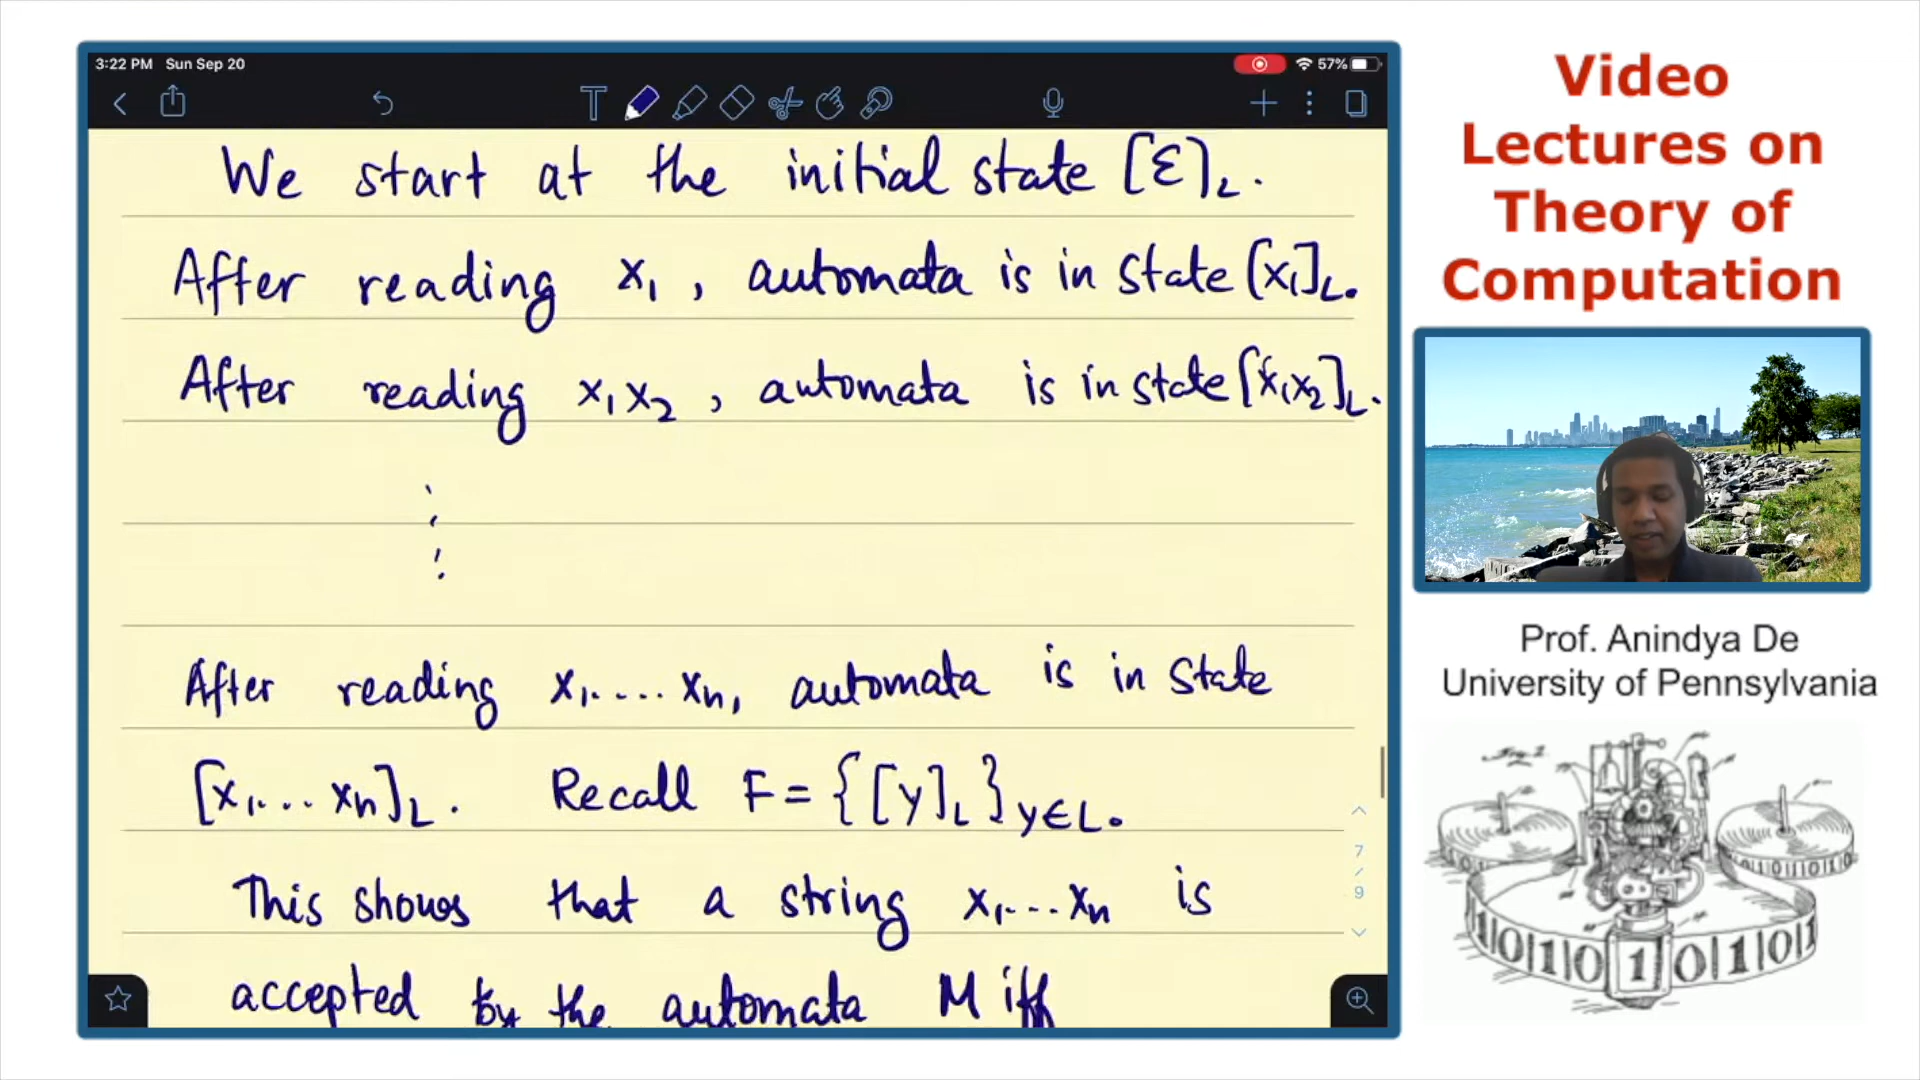 3:22 PM Sun Sep 20
57%
We start at the initial state [ε]L.
After reading x1, automata is in state [x1]L.
After reading x1x2, automata is in state [x1x2]L.
After reading x1.... xn, automata is in state
[x1... xn]L. Recall F = {[y]L}y∈L.
This shows that a string x1...xn is
accepted by the automata M iff
7
/
9
Video
Lectures on
Theory of
Computation
Prof. Anindya De
University of Pennsylvania